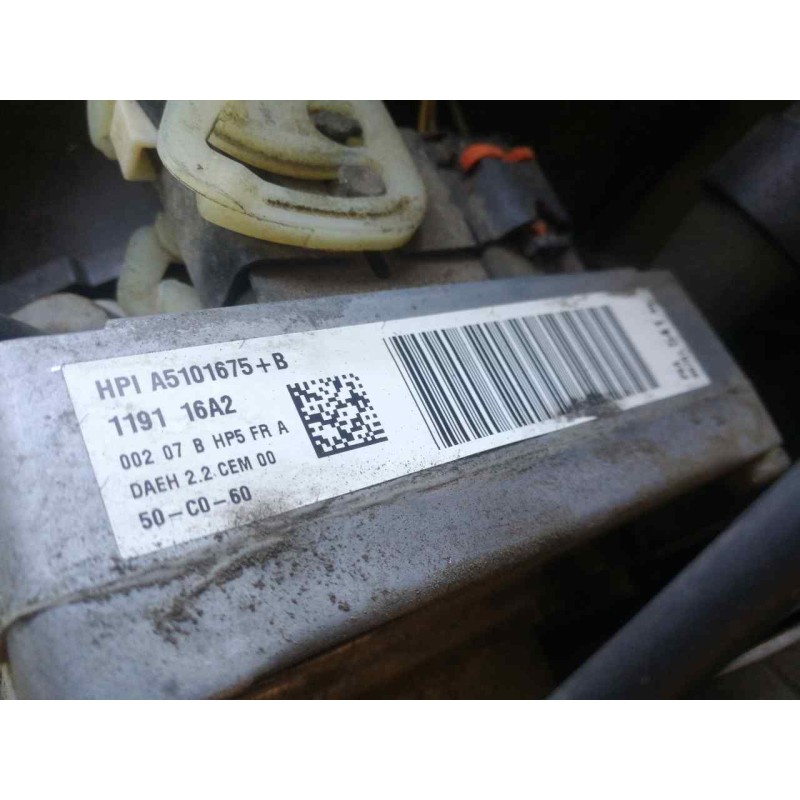 HPI A5101675+B
1191 16A2
002 07 B HP5 FR A
DAEH 2.2 CEM 00
50-C0-60